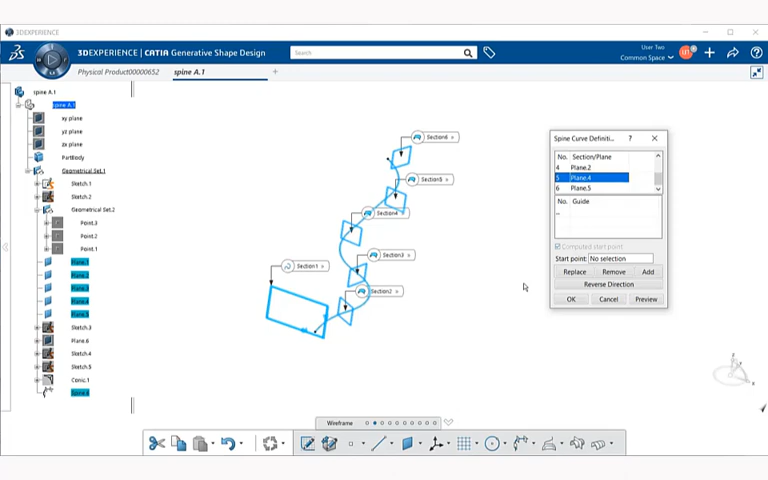 3DEXPERIENCE
3DEXPERIENCE | CATIA Generative Shape Design
Search
User Two
Common Space
Physical Product00000652
spine A.1
+
spine A.1
spine A.1
xy plane
yz plane
zx plane
PartBody
Geometrical Set.1
Sketch.1
Sketch.2
Geometrical Set.2
Point.3
Point.2
Point.1
Plane.1
Plane.2
Plane.3
Plane.4
Plane.5
Sketch.3
Plane.6
Sketch.4
Sketch.5
Conic.1
Section6
Section5
Section4
Section3
Section1
Section2
Spine Curve Definiti... ?
No. Section/Plane
4 Plane.2
5 Plane.4
6 Plane.5
No. Guide
Computed start point
Start point: No selection
Replace Remove Add
Reverse Direction
OK Cancel Preview
Wireframe